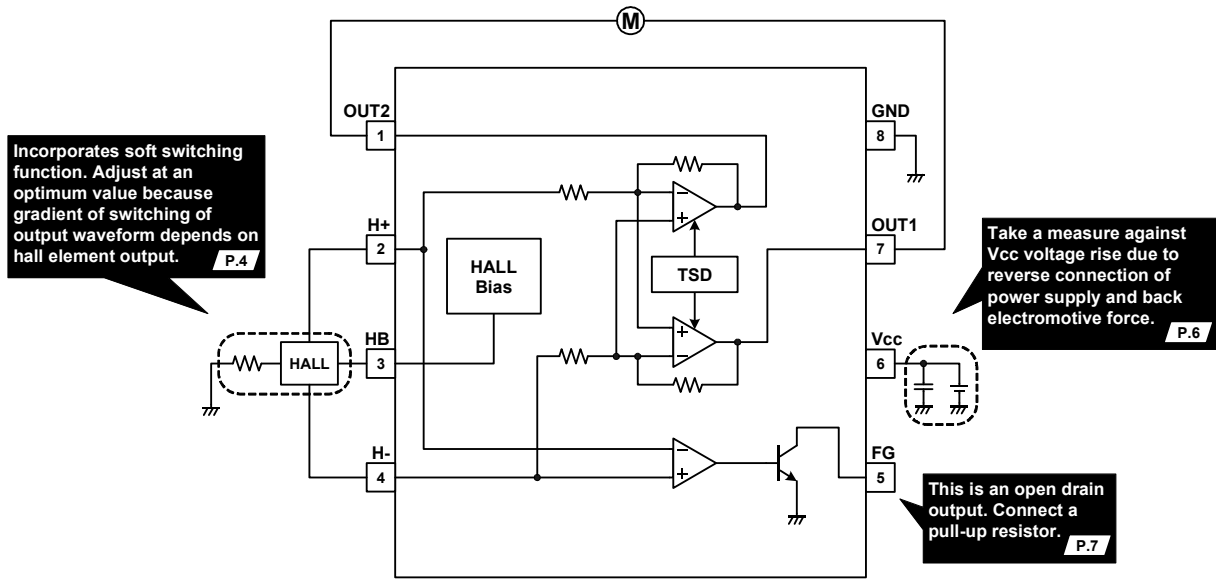 M
OUT2
1
GND
8
Incorporates soft switching
function. Adjust at an
optimum value because
gradient of switching of
output waveform depends on
hall element output.
P.4
H+
2
HALL
Bias
TSD
OUT1
7
Take a measure against
Vcc voltage rise due to
reverse connection of
power supply and back
electromotive force.
P.6
HALL
HB
3
Vcc
6
H-
4
FG
5
This is an open drain
output. Connect a
pull-up resistor.
P.7
−
+
+
−
−
+